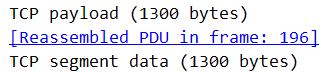 TCP payload (1300 bytes)
[Reassembled PDU in frame: 196]
TCP segment data (1300 bytes)